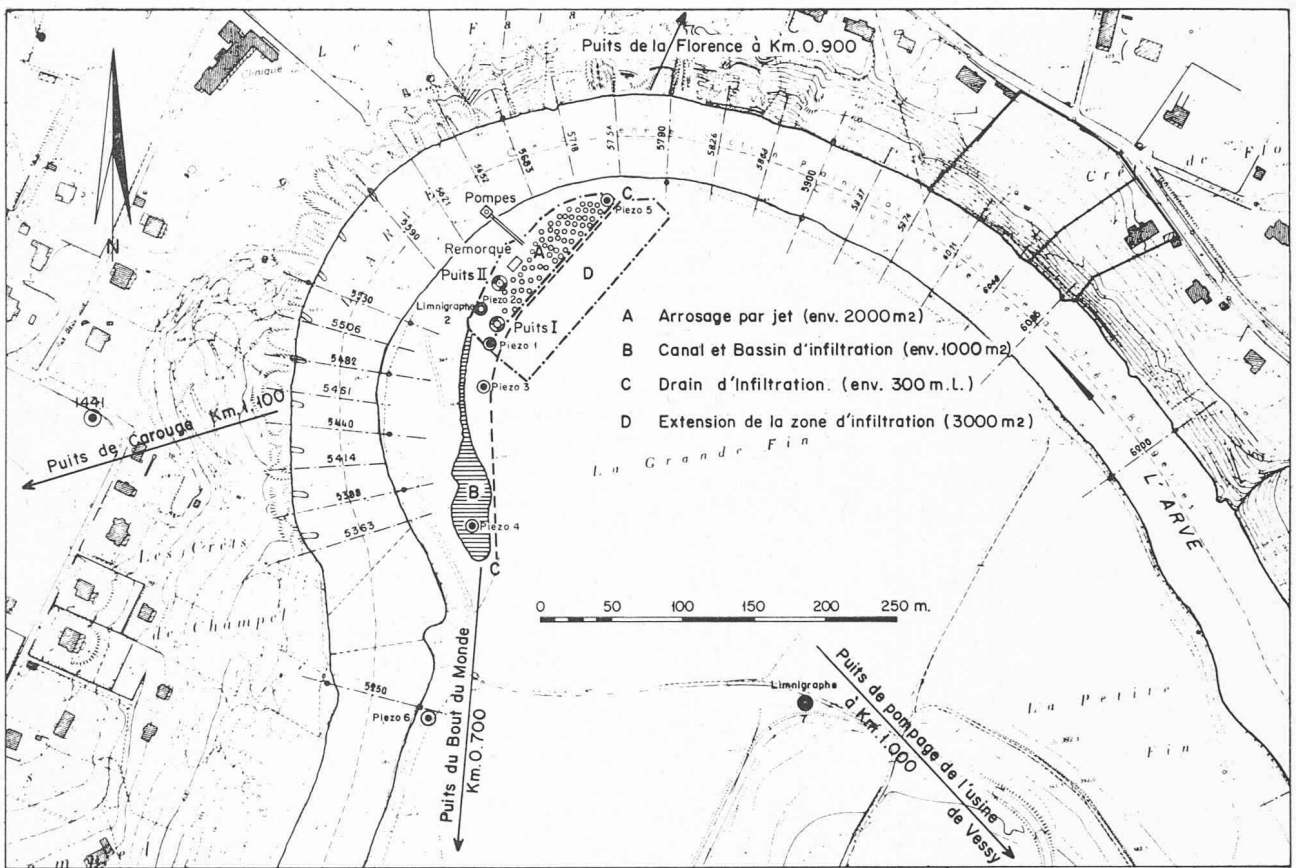 Puits de la Florence à Km. 0.900
Clinique
Les
Cré
de Flo
N
Pompes
Remorque
Puits II
Limnigraphe
2
Piezo 2
Puits I
Piezo 1
Piezo 3
Piezo 4
Piezo 5
Piezo 6
A
B
C
C
D
5683
5718
5754
5790
5826
5863
5900
5937
5974
6011
6048
6085
6900
5590
5530
5506
5482
5461
5440
5414
5388
5363
5250
1441
Puits de Carouge Km. 1.100
A Arrosage par jet (env. 2000 m2)
B Canal et Bassin d'infiltration (env. 1000 m2)
C Drain d'Infiltration. (env. 300 m.L.)
D Extension de la zone d'infiltration (3000 m2)
La Grande Fin
L'ARVE
Les Crêts
de Champel
0 50 100 150 200 250 m.
Puits du Bout du Monde
Km. 0.700
Limnigraphe
7
Puits de pompage de l'usine
à Km. 1.000
de Vessy
La Petite
Fin